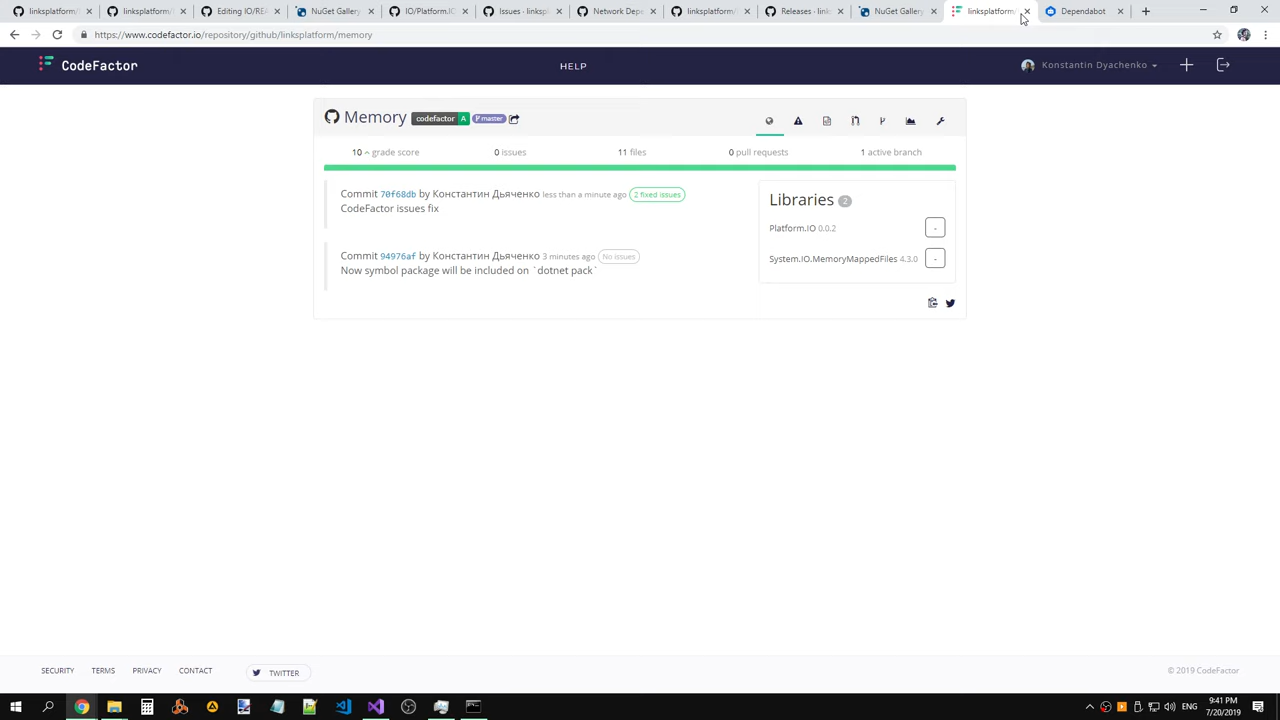 linksplatform/
linksplatform/
Editing IO/RE
NuGet Gallery
IO/Platform.IO
Issues - linksp
Network Depe
linksplatform/
Releases - link
NuGet Gallery
linksplatform/
Dependabot
https://www.codefactor.io/repository/github/linksplatform/memory
CodeFactor
HELP
Konstantin Dyachenko
Memory codefactor A master
10 grade score
0 issues
11 files
0 pull requests
1 active branch
Commit 70f68db by Константин Дьяченко less than a minute ago 2 fixed issues
CodeFactor issues fix
Commit 94976af by Константин Дьяченко 3 minutes ago No issues
Now symbol package will be included on `dotnet pack`
Libraries 2
Platform.IO 0.0.2 -
System.IO.MemoryMappedFiles 4.3.0 -
SECURITY
TERMS
PRIVACY
CONTACT
TWITTER
© 2019 CodeFactor
ENG
9:41 PM
7/20/2019